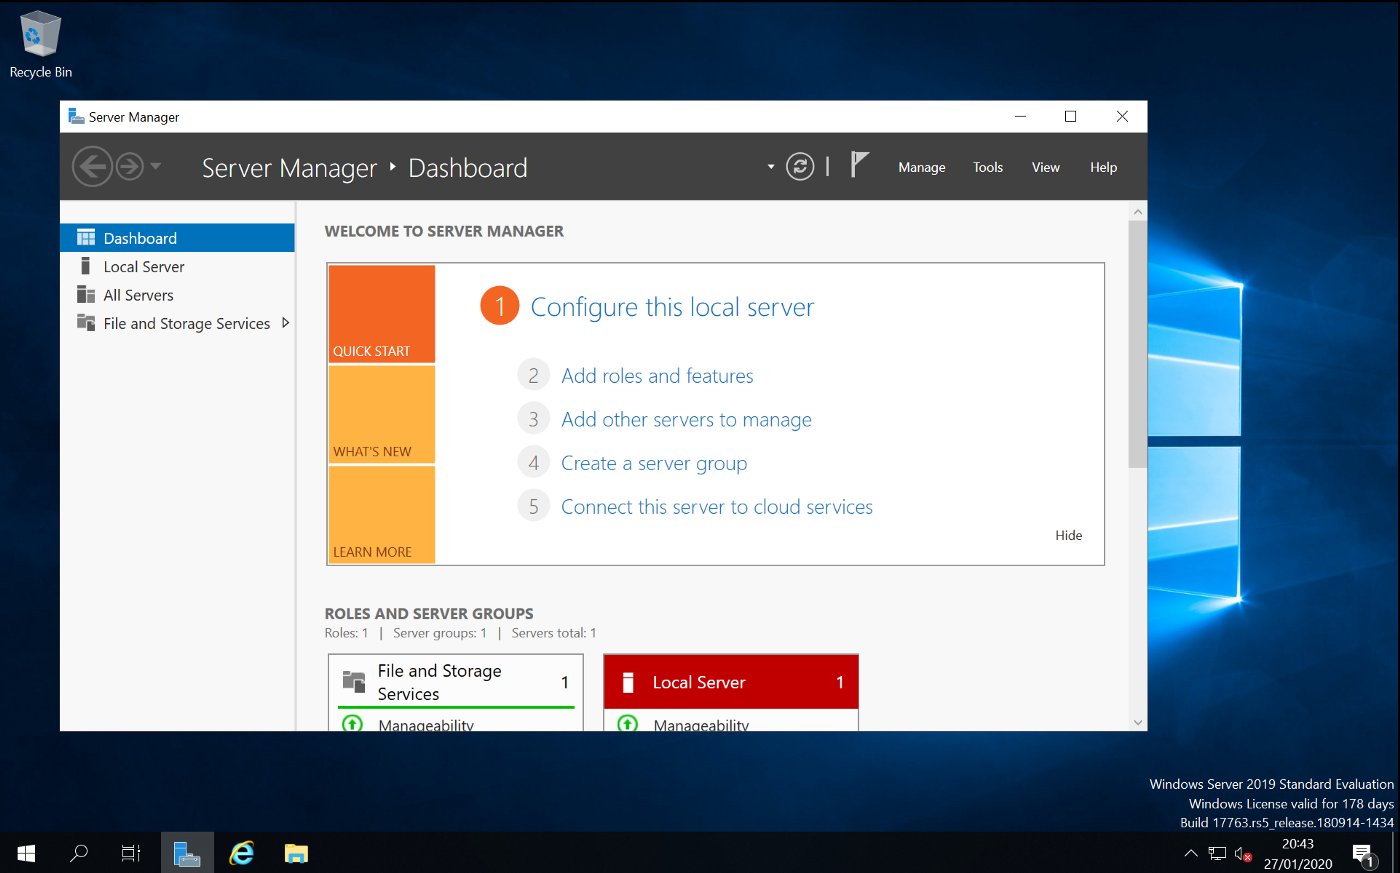 Recycle Bin
Server Manager
Server Manager Dashboard
Manage Tools View Help
Dashboard
Local Server
All Servers
File and Storage Services
WELCOME TO SERVER MANAGER
QUICK START
WHAT'S NEW
LEARN MORE
1 Configure this local server
2 Add roles and features
3 Add other servers to manage
4 Create a server group
5 Connect this server to cloud services
Hide
ROLES AND SERVER GROUPS
Roles: 1 | Server groups: 1 | Servers total: 1
File and Storage
Services 1
Manageability
Local Server 1
Manageability
Windows Server 2019 Standard Evaluation
Windows License valid for 178 days
Build 17763.rs5_release.180914-1434
20:43
27/01/2020
1